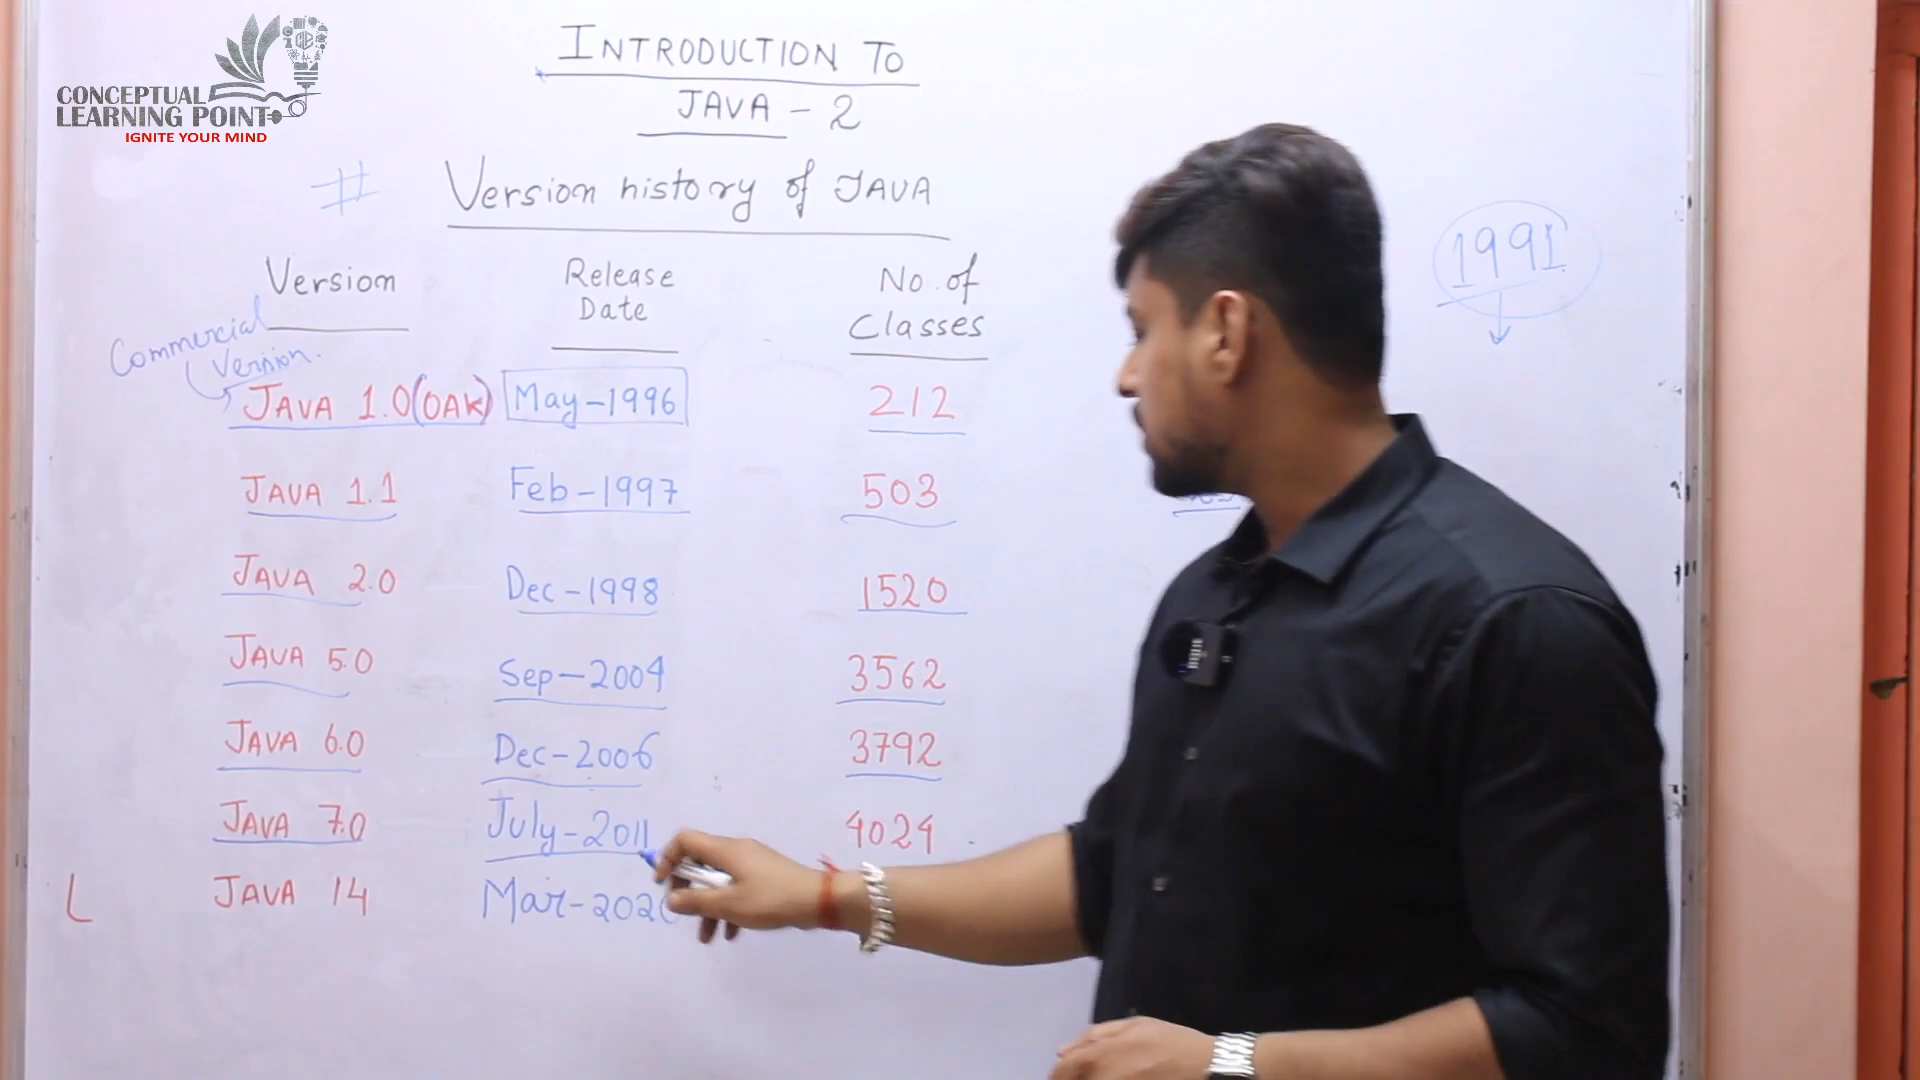 CONCEPTUAL
LEARNING POINT
IGNITE YOUR MIND
INTRODUCTION TO
JAVA - 2
# Version history of JAVA
1991
Version Release Date No. of Classes
Commercial Version.
JAVA 1.0(OAK) May-1996 212
JAVA 1.1 Feb-1997 503
JAVA 2.0 Dec-1998 1520
JAVA 5.0 Sep-2004 3562
JAVA 6.0 Dec-2006 3792
JAVA 7.0 July-2011 4024
L JAVA 14 Mar-2020